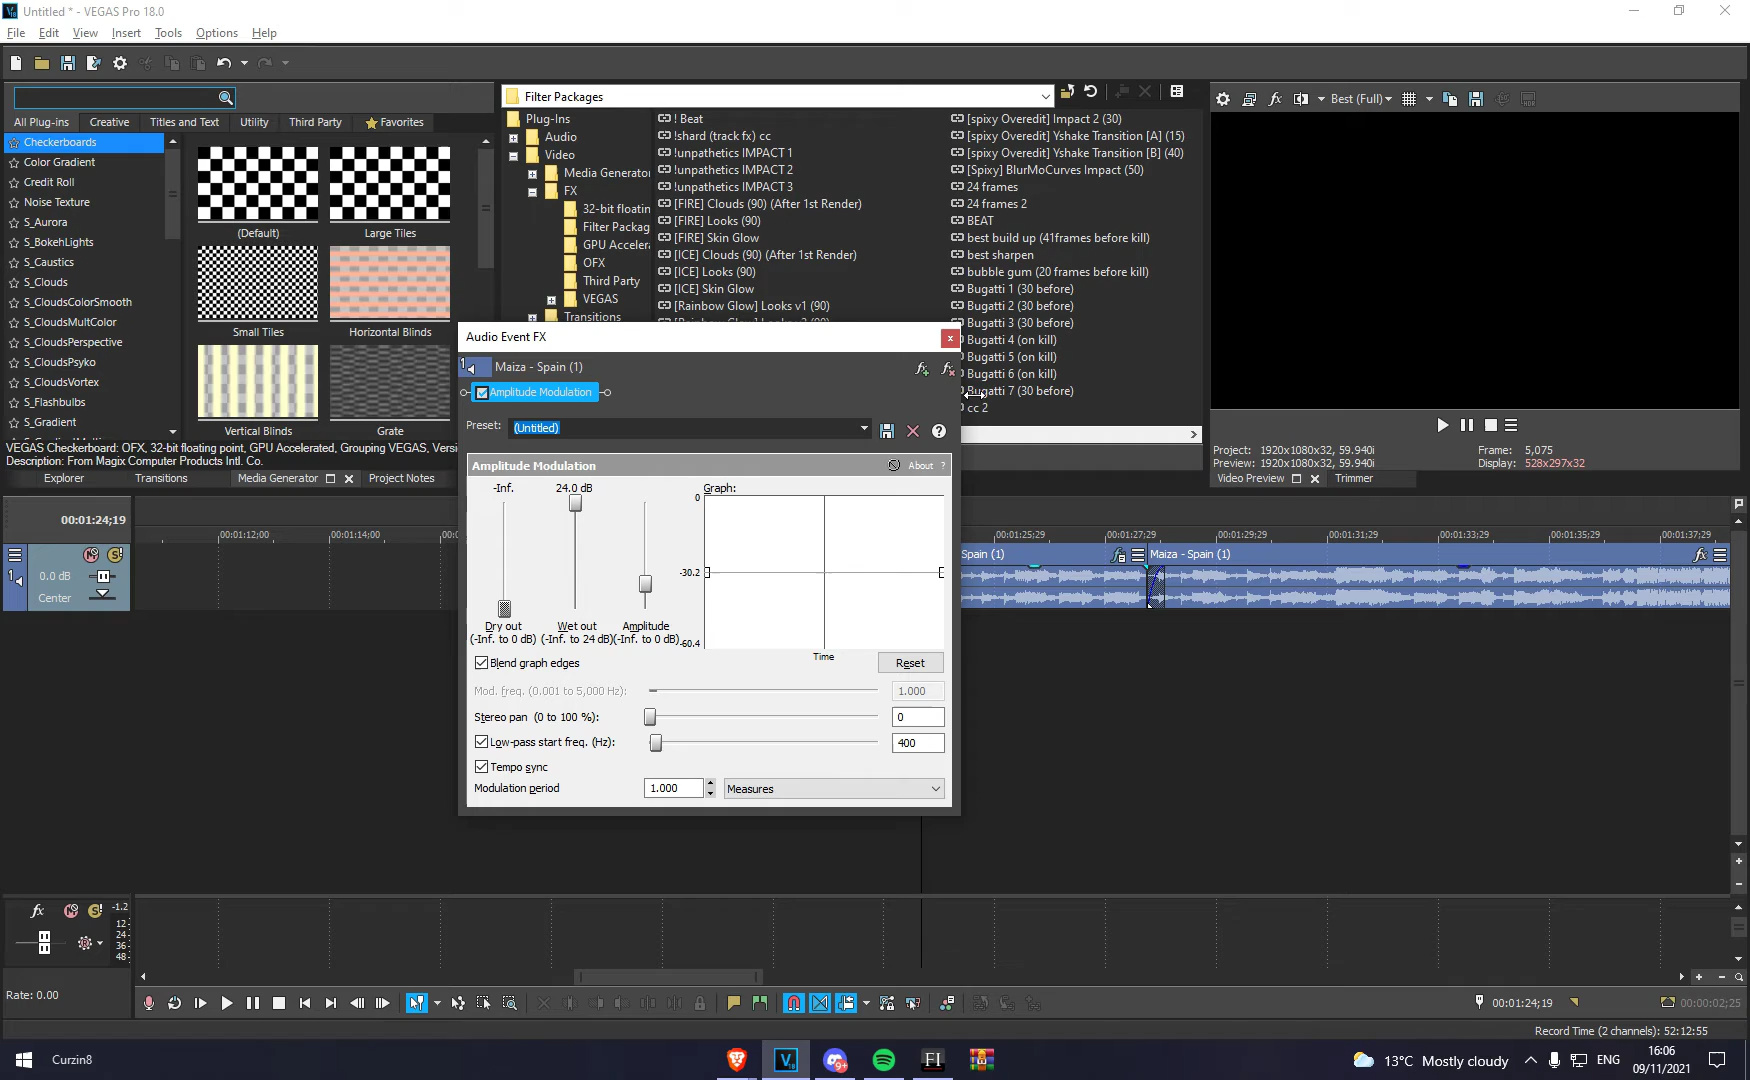 Untitled * - VEGAS Pro 18.0
File Edit View Insert Tools Options Help
Filter Packages
Best (Full)
All Plug-ins Creative Titles and Text Utility Third Party Favorites
Checkerboards
Color Gradient
Credit Roll
Noise Texture
S_Aurora
S_BokehLights
S_Caustics
S_Clouds
S_CloudsColorSmooth
S_CloudsMultColor
S_CloudsPerspective
S_CloudsPsyko
S_CloudsVortex
S_Flashbulbs
S_Gradient
(Default)
Large Tiles
Small Tiles
Horizontal Blinds
Vertical Blinds
Grate
VEGAS Checkerboard: OFX, 32-bit floating point, GPU Accelerated, Grouping VEGAS, Versi
Description: From Magix Computer Products Intl. Co.
Explorer Transitions Media Generator Project Notes
Plug-Ins
Audio
Video
Media Generator
FX
32-bit floatin
Filter Packag
GPU Acceler
OFX
Third Party
VEGAS
Transitions
! Beat
!shard (track fx) cc
!unpathetics IMPACT 1
!unpathetics IMPACT 2
!unpathetics IMPACT 3
[FIRE] Clouds (90) (After 1st Render)
[FIRE] Looks (90)
[FIRE] Skin Glow
[ICE] Clouds (90) (After 1st Render)
[ICE] Looks (90)
[ICE] Skin Glow
[Rainbow Glow] Looks v1 (90)
[spixy Overedit] Impact 2 (30)
[spixy Overedit] Yshake Transition [A] (15)
[spixy Overedit] Yshake Transition [B] (40)
[Spixy] BlurMoCurves Impact (50)
24 frames
24 frames 2
BEAT
best build up (41frames before kill)
best sharpen
bubble gum (20 frames before kill)
Bugatti 1 (30 before)
Bugatti 2 (30 before)
Bugatti 3 (30 before)
Bugatti 4 (on kill)
Bugatti 5 (on kill)
Bugatti 6 (on kill)
Bugatti 7 (30 before)
cc 2
Project: 1920x1080x32, 59.940i
Preview: 1920x1080x32, 59.940i
Frame: 5,075
Display: 528x297x32
Video Preview Trimmer
Audio Event FX
1 Maiza - Spain (1)
Amplitude Modulation
Preset: (Untitled)
Amplitude Modulation About ?
-Inf. 24.0 dB Graph:
0
-30.2
-60.4
Dry out Wet out Amplitude
(-Inf. to 0 dB) (-Inf. to 24 dB) (-Inf. to 0 dB)
Time
Blend graph edges Reset
Mod. freq. (0.001 to 5,000 Hz): 1.000
Stereo pan (0 to 100 %): 0
Low-pass start freq. (Hz): 400
Tempo sync
Modulation period 1.000 Measures
00:01:24;19
00:01:12;00 00:01:14;00 00:0 00:01:25;29 00:01:27;29 00:01:29;29 00:01:31;29 00:01:33;29 00:01:35;29 00:01:37;29
1 0.0 dB
Center
Spain (1) Maiza - Spain (1)
-1.2
12
24
36
48
Rate: 0.00
00:01:24;19 00:00:02;25
Record Time (2 channels): 52:12:55
Curzin8
13°C Mostly cloudy ENG
16:06
09/11/2021